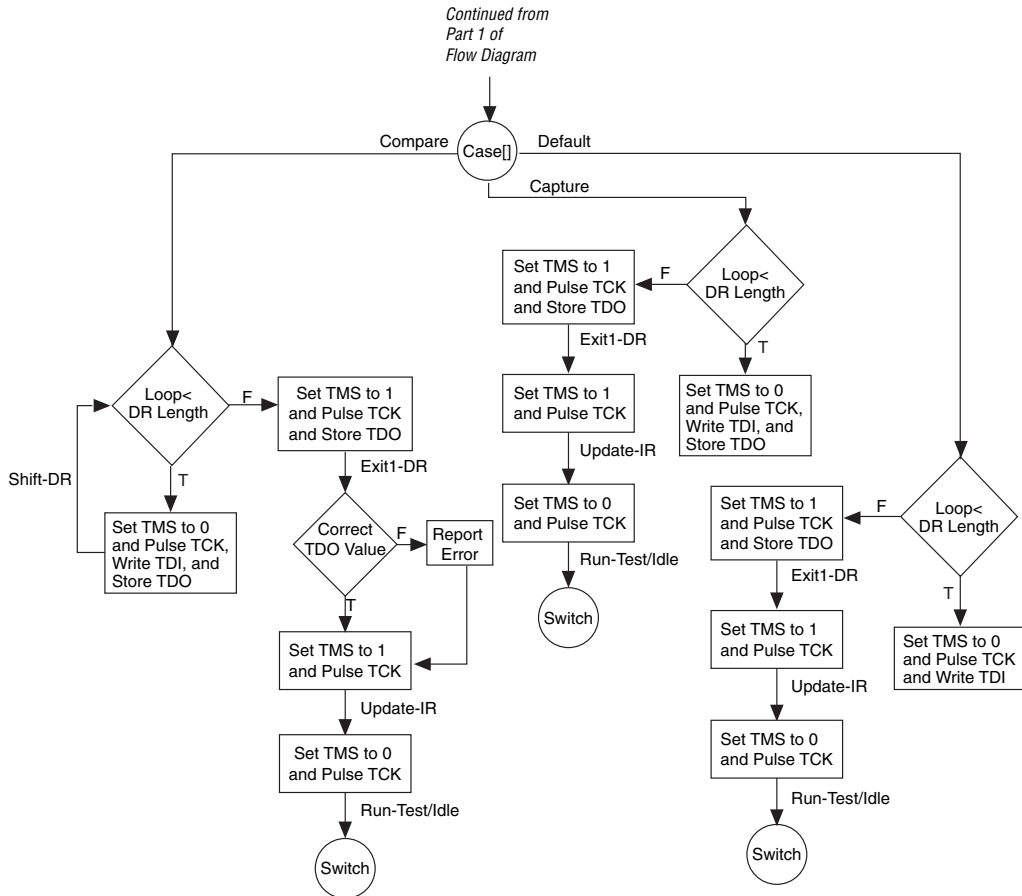 Continued from
Part 1 of
Flow Diagram
Compare
Case[]
Default
Capture
Loop<
DR Length
F
T
Set TMS to 1
and Pulse TCK
and Store TDO
Exit1-DR
Set TMS to 1
and Pulse TCK
Update-IR
Set TMS to 0
and Pulse TCK
Run-Test/Idle
Switch
Set TMS to 0
and Pulse TCK,
Write TDI, and
Store TDO
Loop<
DR Length
F
T
Shift-DR
Set TMS to 0
and Pulse TCK,
Write TDI, and
Store TDO
Set TMS to 1
and Pulse TCK
and Store TDO
Exit1-DR
Correct
TDO Value
F
Report
Error
T
Set TMS to 1
and Pulse TCK
Update-IR
Set TMS to 0
and Pulse TCK
Run-Test/Idle
Switch
Loop<
DR Length
F
T
Set TMS to 1
and Pulse TCK
and Store TDO
Exit1-DR
Set TMS to 1
and Pulse TCK
Update-IR
Set TMS to 0
and Pulse TCK
Run-Test/Idle
Switch
Set TMS to 0
and Pulse TCK
and Write TDI